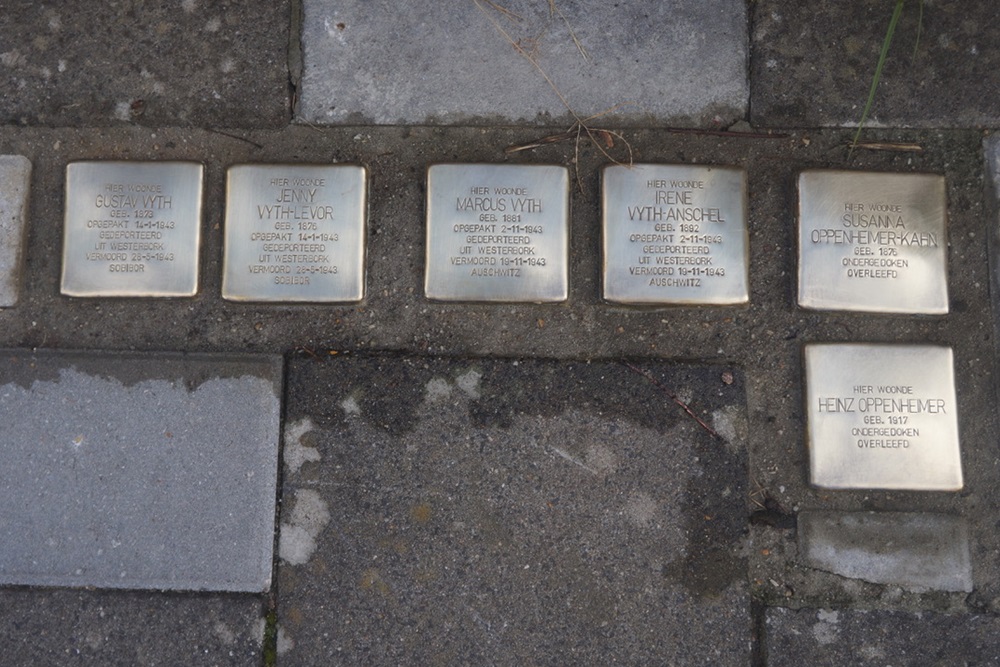 HIER WOONDE
GUSTAV VYTH
GEB. 1873
OPGEPAKT 14-1-1943
GEDEPORTEERD
UIT WESTERBORK
VERMOORD 28-5-1943
SOBIBOR
HIER WOONDE
JENNY
VYTH-LEVOR
GEB. 1876
OPGEPAKT 14-1-1943
GEDEPORTEERD
UIT WESTERBORK
VERMOORD 28-5-1943
SOBIBOR
HIER WOONDE
MARCUS VYTH
GEB. 1881
OPGEPAKT 2-11-1943
GEDEPORTEERD
UIT WESTERBORK
VERMOORD 19-11-1943
AUSCHWITZ
HIER WOONDE
IRENE
VYTH-ANSCHEL
GEB. 1892
OPGEPAKT 2-11-1943
GEDEPORTEERD
UIT WESTERBORK
VERMOORD 19-11-1943
AUSCHWITZ
HIER WOONDE
SUSANNA
OPPENHEIMER-KAHN
GEB. 1876
ONDERGEDOKEN
OVERLEEFD
HIER WOONDE
HEINZ OPPENHEIMER
GEB. 1917
ONDERGEDOKEN
OVERLEEFD